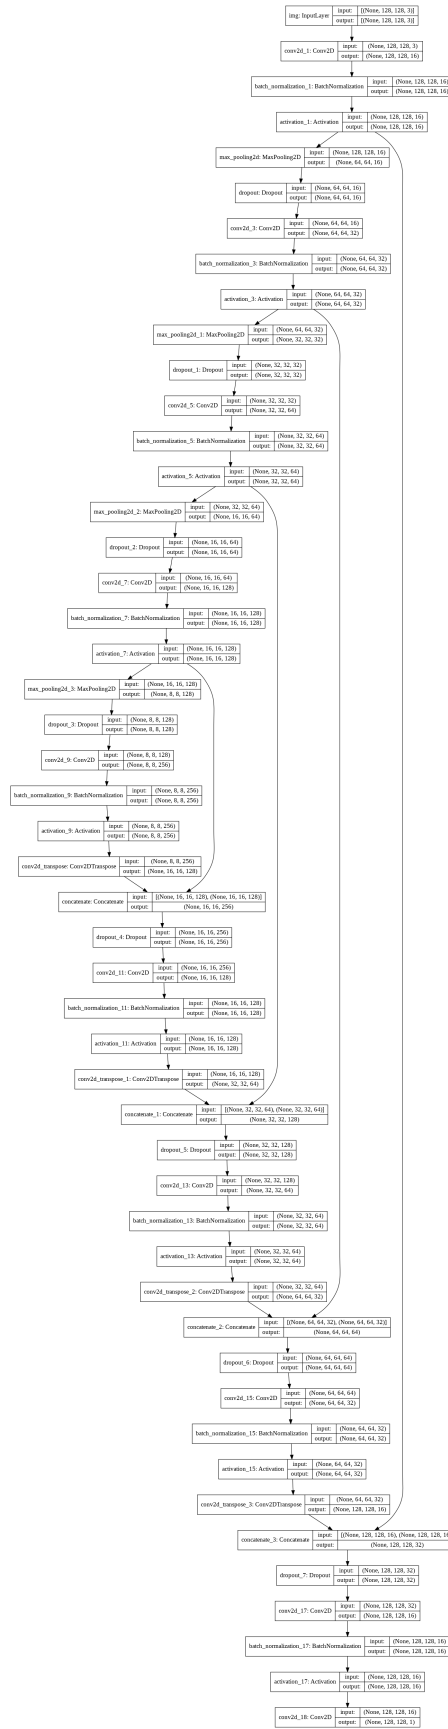 img: InputLayer input: [(None, 128, 128, 3)]
output: [(None, 128, 128, 3)]
conv2d_1: Conv2D input: (None, 128, 128, 3)
output: (None, 128, 128, 16)
batch_normalization_1: BatchNormalization input: (None, 128, 128, 16)
output: (None, 128, 128, 16)
activation_1: Activation input: (None, 128, 128, 16)
output: (None, 128, 128, 16)
max_pooling2d: MaxPooling2D input: (None, 128, 128, 16)
output: (None, 64, 64, 16)
dropout: Dropout input: (None, 64, 64, 16)
output: (None, 64, 64, 16)
conv2d_3: Conv2D input: (None, 64, 64, 16)
output: (None, 64, 64, 32)
batch_normalization_3: BatchNormalization input: (None, 64, 64, 32)
output: (None, 64, 64, 32)
activation_3: Activation input: (None, 64, 64, 32)
output: (None, 64, 64, 32)
max_pooling2d_1: MaxPooling2D input: (None, 64, 64, 32)
output: (None, 32, 32, 32)
dropout_1: Dropout input: (None, 32, 32, 32)
output: (None, 32, 32, 32)
conv2d_5: Conv2D input: (None, 32, 32, 32)
output: (None, 32, 32, 64)
batch_normalization_5: BatchNormalization input: (None, 32, 32, 64)
output: (None, 32, 32, 64)
activation_5: Activation input: (None, 32, 32, 64)
output: (None, 32, 32, 64)
max_pooling2d_2: MaxPooling2D input: (None, 32, 32, 64)
output: (None, 16, 16, 64)
dropout_2: Dropout input: (None, 16, 16, 64)
output: (None, 16, 16, 64)
conv2d_7: Conv2D input: (None, 16, 16, 64)
output: (None, 16, 16, 128)
batch_normalization_7: BatchNormalization input: (None, 16, 16, 128)
output: (None, 16, 16, 128)
activation_7: Activation input: (None, 16, 16, 128)
output: (None, 16, 16, 128)
max_pooling2d_3: MaxPooling2D input: (None, 16, 16, 128)
output: (None, 8, 8, 128)
dropout_3: Dropout input: (None, 8, 8, 128)
output: (None, 8, 8, 128)
conv2d_9: Conv2D input: (None, 8, 8, 128)
output: (None, 8, 8, 256)
batch_normalization_9: BatchNormalization input: (None, 8, 8, 256)
output: (None, 8, 8, 256)
activation_9: Activation input: (None, 8, 8, 256)
output: (None, 8, 8, 256)
conv2d_transpose: Conv2DTranspose input: (None, 8, 8, 256)
output: (None, 16, 16, 128)
concatenate: Concatenate input: [(None, 16, 16, 128), (None, 16, 16, 128)]
output: (None, 16, 16, 256)
dropout_4: Dropout input: (None, 16, 16, 256)
output: (None, 16, 16, 256)
conv2d_11: Conv2D input: (None, 16, 16, 256)
output: (None, 16, 16, 128)
batch_normalization_11: BatchNormalization input: (None, 16, 16, 128)
output: (None, 16, 16, 128)
activation_11: Activation input: (None, 16, 16, 128)
output: (None, 16, 16, 128)
conv2d_transpose_1: Conv2DTranspose input: (None, 16, 16, 128)
output: (None, 32, 32, 64)
concatenate_1: Concatenate input: [(None, 32, 32, 64), (None, 32, 32, 64)]
output: (None, 32, 32, 128)
dropout_5: Dropout input: (None, 32, 32, 128)
output: (None, 32, 32, 128)
conv2d_13: Conv2D input: (None, 32, 32, 128)
output: (None, 32, 32, 64)
batch_normalization_13: BatchNormalization input: (None, 32, 32, 64)
output: (None, 32, 32, 64)
activation_13: Activation input: (None, 32, 32, 64)
output: (None, 32, 32, 64)
conv2d_transpose_2: Conv2DTranspose input: (None, 32, 32, 64)
output: (None, 64, 64, 32)
concatenate_2: Concatenate input: [(None, 64, 64, 32), (None, 64, 64, 32)]
output: (None, 64, 64, 64)
dropout_6: Dropout input: (None, 64, 64, 64)
output: (None, 64, 64, 64)
conv2d_15: Conv2D input: (None, 64, 64, 64)
output: (None, 64, 64, 32)
batch_normalization_15: BatchNormalization input: (None, 64, 64, 32)
output: (None, 64, 64, 32)
activation_15: Activation input: (None, 64, 64, 32)
output: (None, 64, 64, 32)
conv2d_transpose_3: Conv2DTranspose input: (None, 64, 64, 32)
output: (None, 128, 128, 16)
concatenate_3: Concatenate input: [(None, 128, 128, 16), (None, 128, 128, 16
output: (None, 128, 128, 32)
dropout_7: Dropout input: (None, 128, 128, 32)
output: (None, 128, 128, 32)
conv2d_17: Conv2D input: (None, 128, 128, 32)
output: (None, 128, 128, 16)
batch_normalization_17: BatchNormalization input: (None, 128, 128, 16)
output: (None, 128, 128, 16)
activation_17: Activation input: (None, 128, 128, 16)
output: (None, 128, 128, 16)
conv2d_18: Conv2D input: (None, 128, 128, 16)
output: (None, 128, 128, 1)